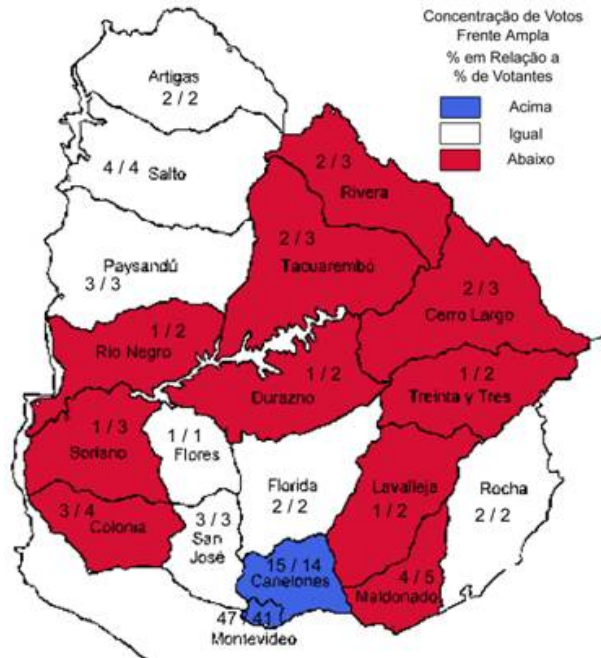 Concentração de Votos
Frente Ampla
% em Relação a
% de Votantes
Acima
Igual
Abaixo
Artigas
2 / 2
4 / 4
Salto
2 / 3
Rivera
2 / 3
Tacuarembó
Paysandú
3 / 3
2 / 3
Cerro Largo
1 / 2
Río Negro
1 / 2
Durazno
1 / 2
Treinta y Tres
1 / 3
Soriano
1 / 1
Flores
Florida
2 / 2
Lavalleja
1 / 2
Rocha
2 / 2
3 / 4
Colonia
3 / 3
San
José
15 / 14
Canelones
4 / 5
Maldonado
47 / 41
Montevideo